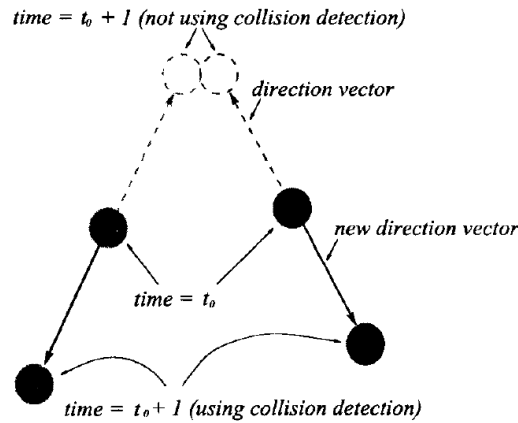 time = t₀ + 1 (not using collision detection)
direction vector
new direction vector
time = t₀
time = t₀ + 1 (using collision detection)